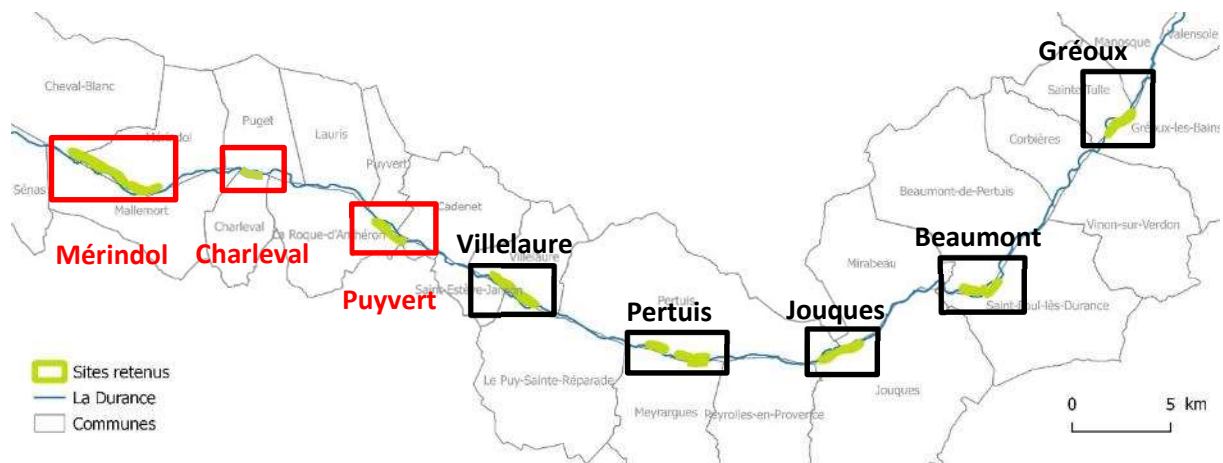 Manosque
Valensole
Gréoux
Sainte-Tulle
Cheval-Blanc
Puget
Mérindol
Lauris
Gréoux-les-Bains
Corbières
Puyvert
Sénas
Beaumont-de-Pertuis
Mallemort
Cadenet
Charleval
La Roque-d'Anthéron
Vinon-sur-Verdon
Beaumont
Mérindol
Charleval
Villelaure
Villelaure
Mirabeau
Saint-Estève-Janson
Puyvert
Pertuis
Pertuis
Jouques
Saint-Paul-lès-Durance
Le Puy-Sainte-Réparade
Jouques
Sites retenus
La Durance
Communes
Meyrargues
Peyrolles-en-Provence
0
5 km